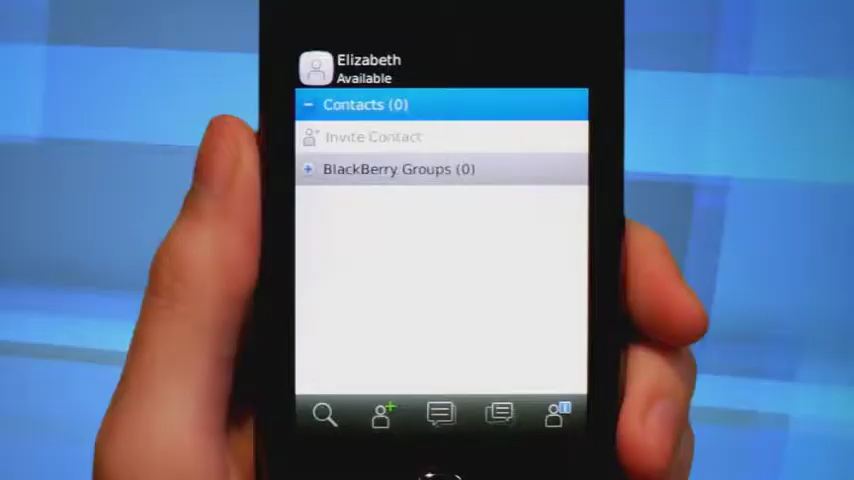 Elizabeth
Available
Contacts (0)
Invite Contact
BlackBerry Groups (0)